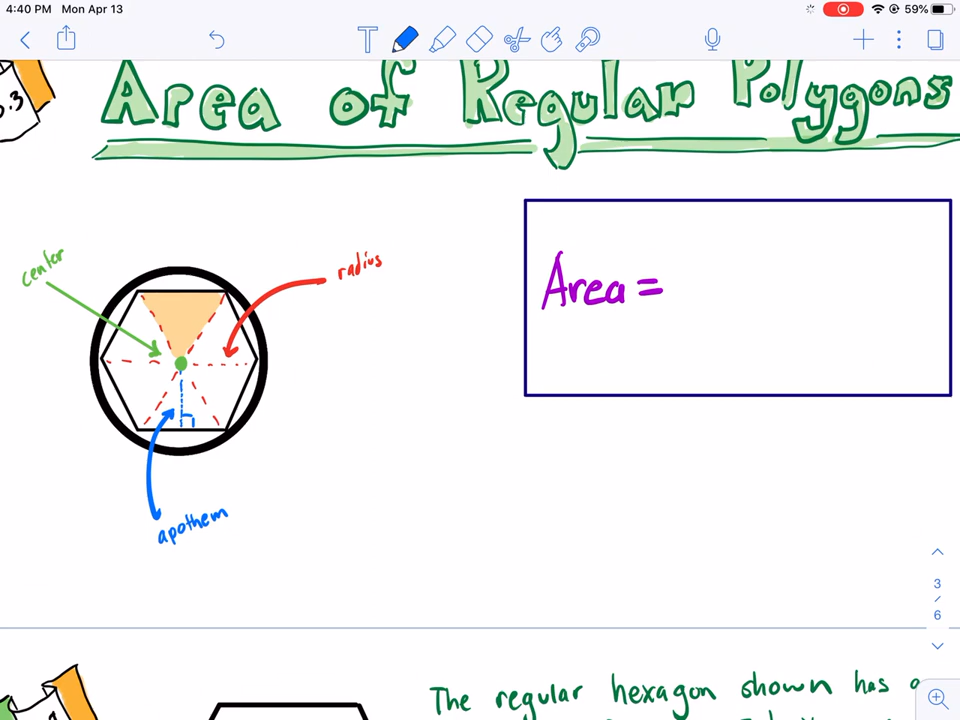 4:40 PM Mon Apr 13
59%
T
Area of Regular Polygons
.3
center
radius
Area =
apothem
3
/
6
The regular hexagon shown has a